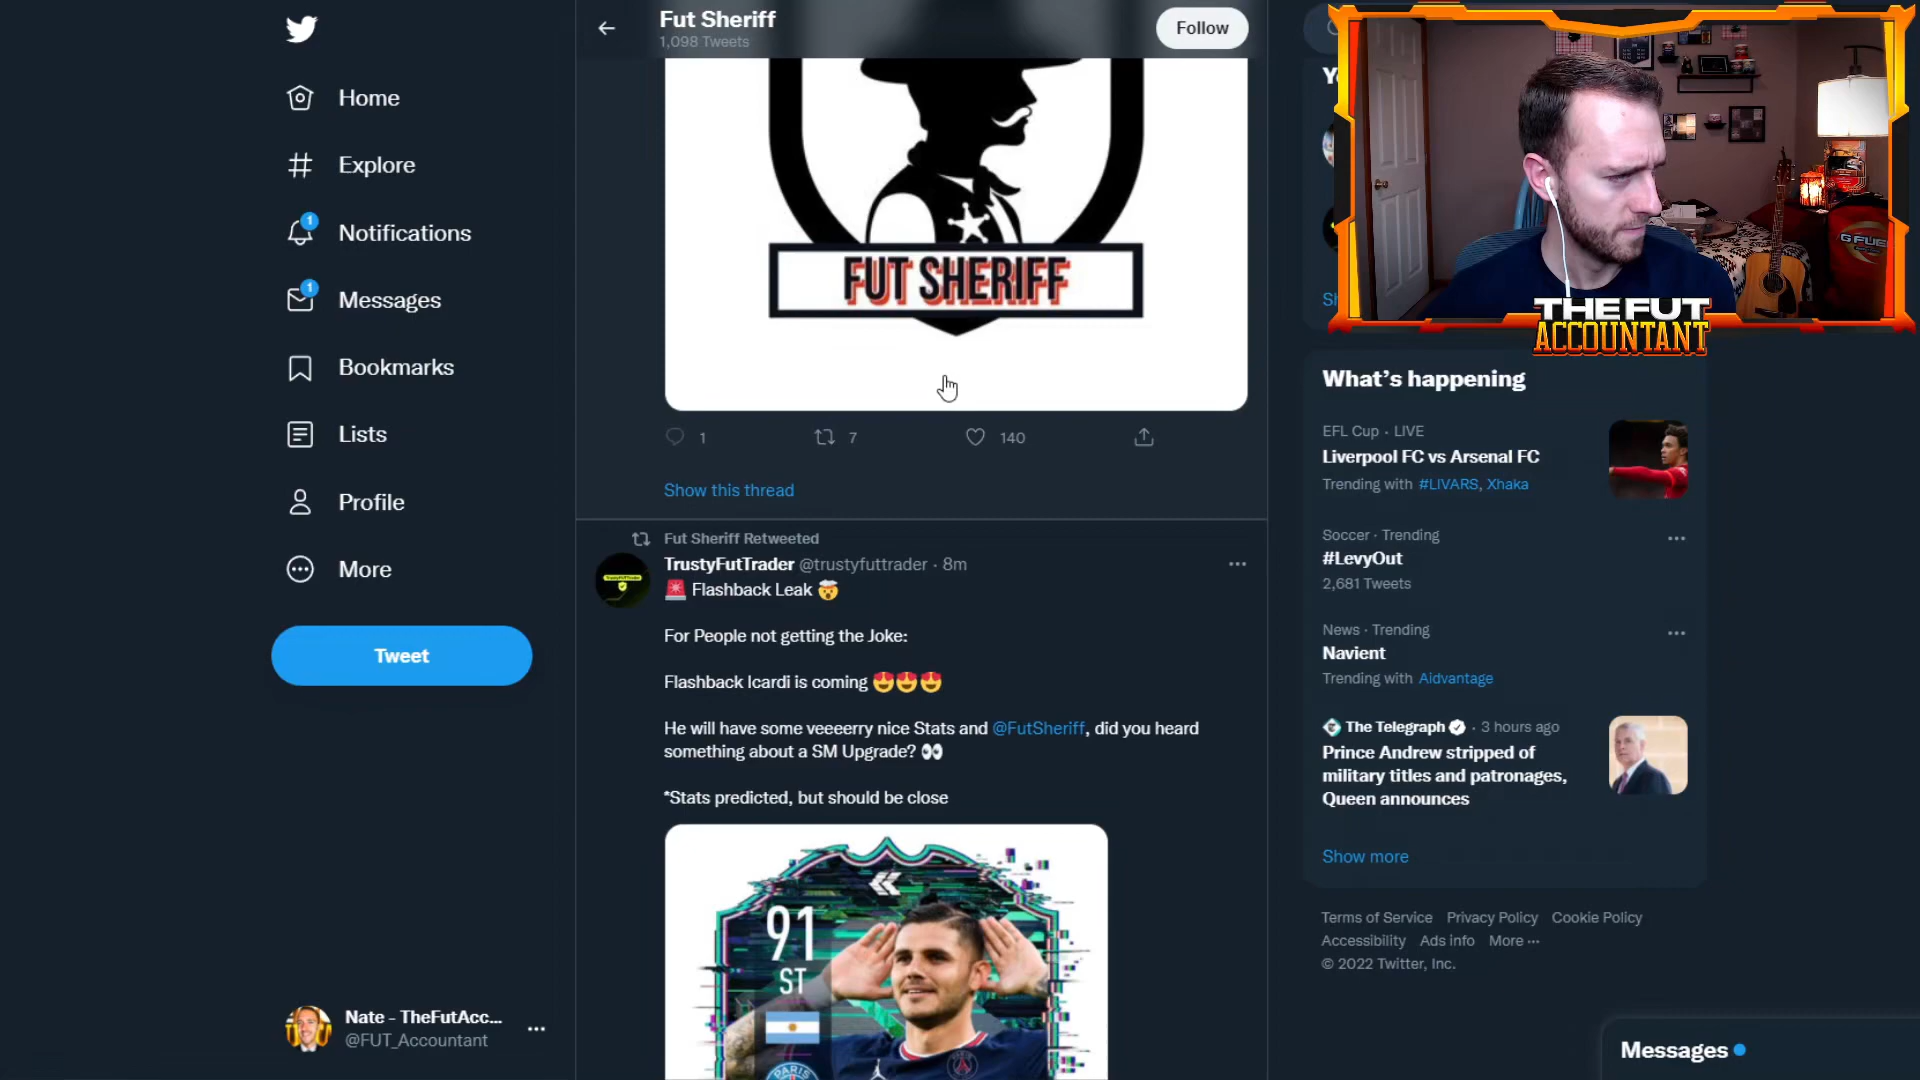 Fut Sheriff
1,098 Tweets
Follow
Home
Explore
1
Notifications
1
Messages
Bookmarks
Lists
Profile
More
Tweet
Nate - TheFutAcc...
@FUT_Accountant
FUT SHERIFF
1
7
140
Show this thread
Fut Sheriff Retweeted
TrustyFutTrader @trustyfuttrader · 8m
🚨 Flashback Leak 🤯
For People not getting the Joke:
Flashback Icardi is coming 😍😍😍
He will have some veeeerry nice Stats and @FutSheriff, did you heard
something about a SM Upgrade? 👀
*Stats predicted, but should be close
91
ST
PARIS
G FUEL
THE FUT
ACCOUNTANT
What's happening
EFL Cup · LIVE
Liverpool FC vs Arsenal FC
Trending with #LIVARS, Xhaka
Soccer · Trending
#LevyOut
2,681 Tweets
News · Trending
Navient
Trending with Aidvantage
The Telegraph · 3 hours ago
Prince Andrew stripped of
military titles and patronages,
Queen announces
Show more
Terms of Service Privacy Policy Cookie Policy
Accessibility Ads info More ···
© 2022 Twitter, Inc.
Messages